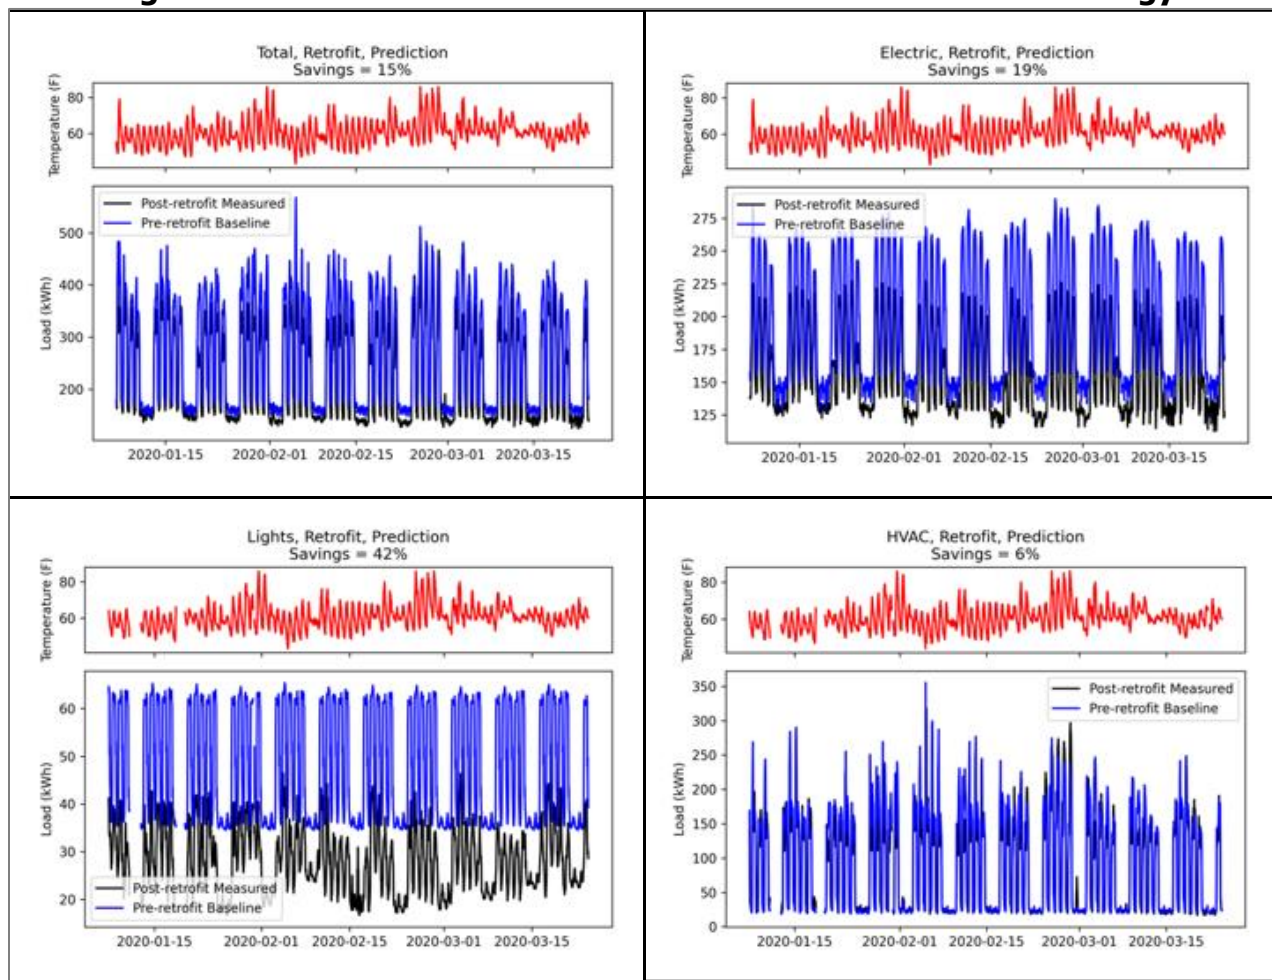 Total, Retrofit, Prediction
Savings = 15%
Temperature (F)
80
60
Post-retrofit Measured
Pre-retrofit Baseline
Load (kWh)
500
400
300
200
2020-01-15 2020-02-01 2020-02-15 2020-03-01 2020-03-15
Electric, Retrofit, Prediction
Savings = 19%
Temperature (F)
80
60
Post-retrofit Measured
Pre-retrofit Baseline
Load (kWh)
275
250
225
200
175
150
125
2020-01-15 2020-02-01 2020-02-15 2020-03-01 2020-03-15
Lights, Retrofit, Prediction
Savings = 42%
Temperature (F)
80
60
Load (kWh)
60
50
40
30
20
Post-retrofit Measured
Pre-retrofit Baseline
2020-01-15 2020-02-01 2020-02-15 2020-03-01 2020-03-15
HVAC, Retrofit, Prediction
Savings = 6%
Temperature (F)
80
60
Post-retrofit Measured
Pre-retrofit Baseline
Load (kWh)
350
300
250
200
150
100
50
0
2020-01-15 2020-02-01 2020-02-15 2020-03-01 2020-03-15